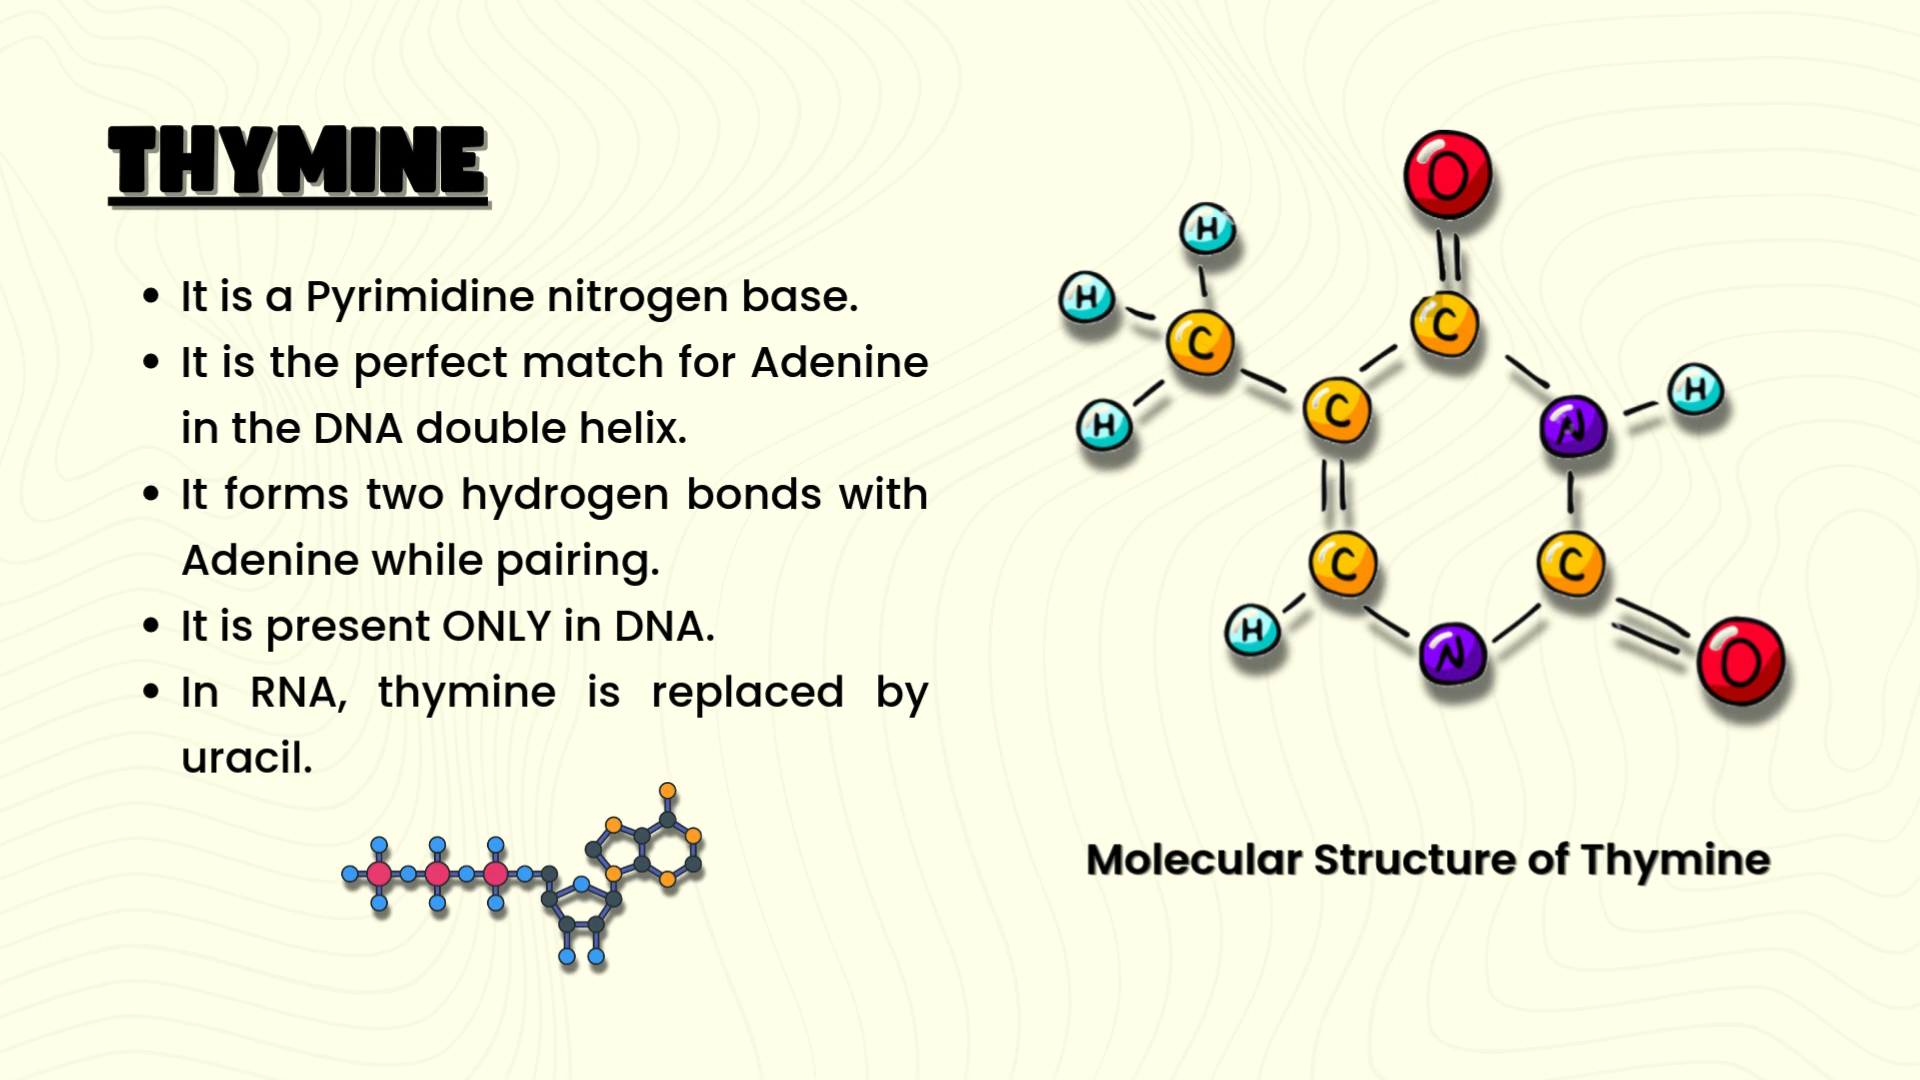 THYMINE
It is a Pyrimidine nitrogen base.
It is the perfect match for Adenine
in the DNA double helix.
It forms two hydrogen bonds with
Adenine while pairing.
It is present ONLY in DNA.
In RNA, thymine is replaced by
uracil.
O
H
H
C
C
H
C
N
H
C
C
H
N
O
Molecular Structure of Thymine